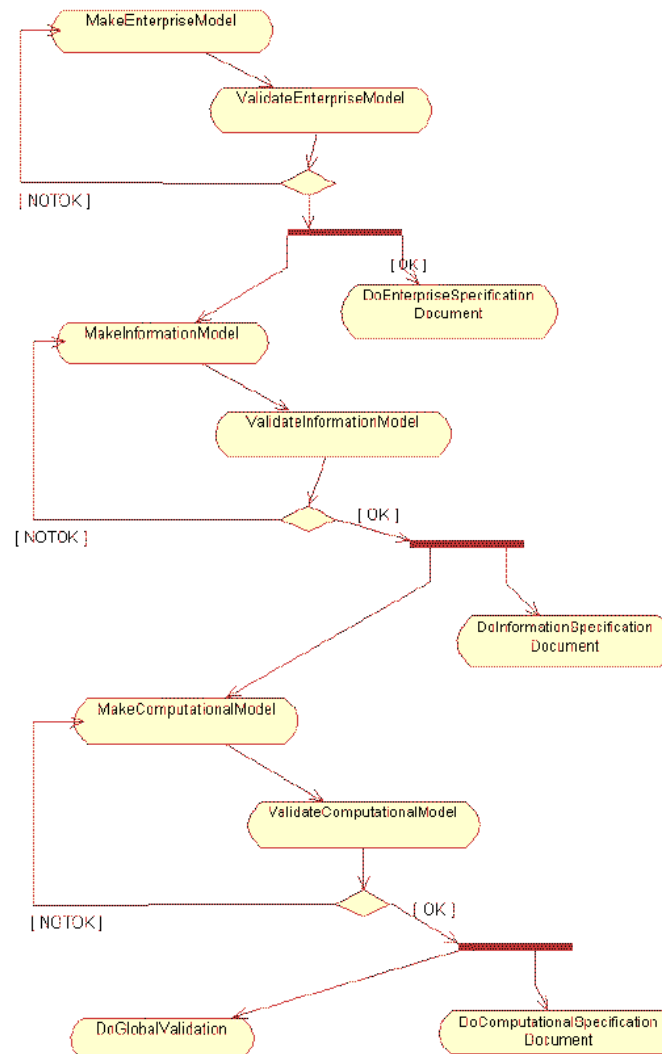 MakeEnterpriseModel
ValidateEnterpriseModel
[ NOTOK ]
[ OK ]
DoEnterpriseSpecification
Document
MakeInformationModel
ValidateInformationModel
[ OK ]
[ NOTOK ]
DoInformationSpecification
Document
MakeComputationalModel
ValidateComputationalModel
[ OK ]
[ NOTOK ]
DoGlobalValidation
DoComputationalSpecification
Document